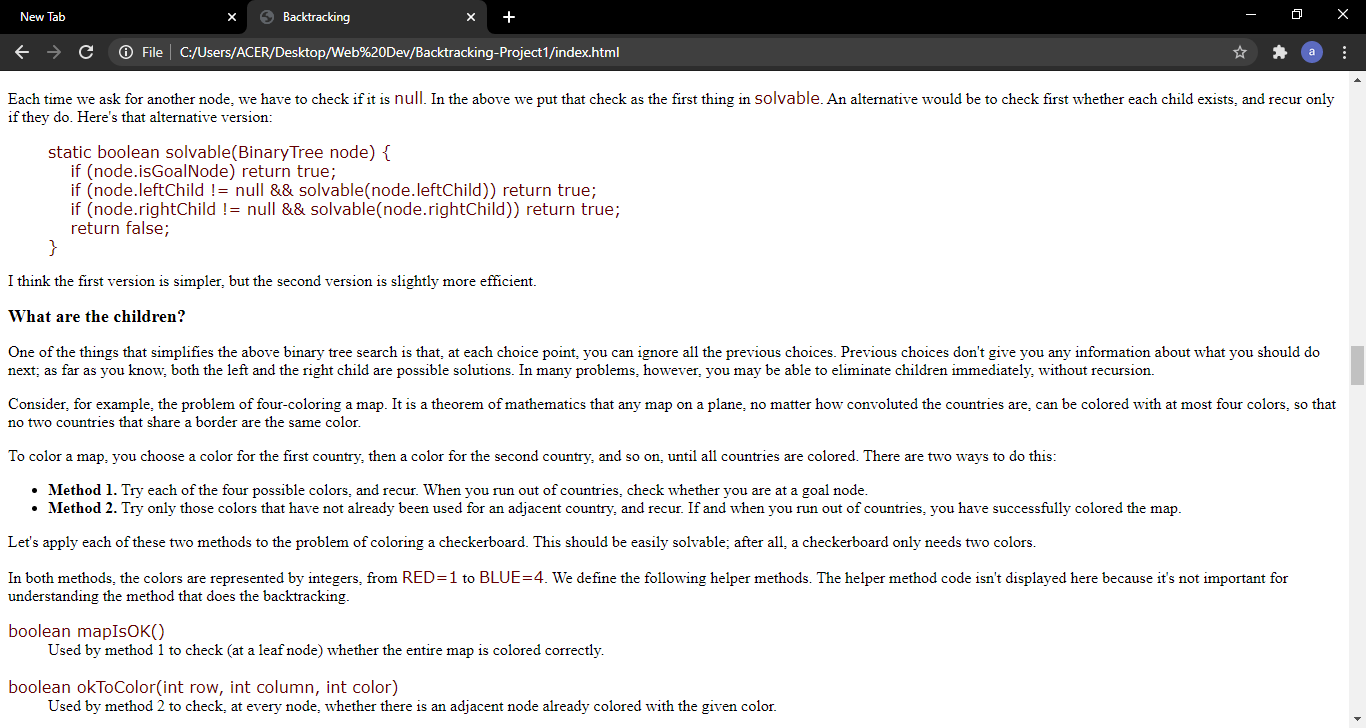 New Tab
Backtracking
File
C:/Users/ACER/Desktop/Web%20Dev/Backtracking-Project1/index.html
a
Each time we ask for another node, we have to check if it is null. In the above we put that check as the first thing in solvable. An alternative would be to check first whether each child exists, and recur only
if they do. Here's that alternative version:
static boolean solvable(BinaryTree node) {
if (node.isGoalNode) return true;
if (node.leftChild != null && solvable(node.leftChild)) return true;
if (node.rightChild != null && solvable(node.rightChild)) return true;
return false;
}
I think the first version is simpler, but the second version is slightly more efficient.
What are the children?
One of the things that simplifies the above binary tree search is that, at each choice point, you can ignore all the previous choices. Previous choices don't give you any information about what you should do
next; as far as you know, both the left and the right child are possible solutions. In many problems, however, you may be able to eliminate children immediately, without recursion.
Consider, for example, the problem of four-coloring a map. It is a theorem of mathematics that any map on a plane, no matter how convoluted the countries are, can be colored with at most four colors, so that
no two countries that share a border are the same color.
To color a map, you choose a color for the first country, then a color for the second country, and so on, until all countries are colored. There are two ways to do this:
• Method 1. Try each of the four possible colors, and recur. When you run out of countries, check whether you are at a goal node.
• Method 2. Try only those colors that have not already been used for an adjacent country, and recur. If and when you run out of countries, you have successfully colored the map.
Let's apply each of these two methods to the problem of coloring a checkerboard. This should be easily solvable; after all, a checkerboard only needs two colors.
In both methods, the colors are represented by integers, from RED=1 to BLUE=4. We define the following helper methods. The helper method code isn't displayed here because it's not important for
understanding the method that does the backtracking.
boolean mapIsOK()
Used by method 1 to check (at a leaf node) whether the entire map is colored correctly.
boolean okToColor(int row, int column, int color)
Used by method 2 to check, at every node, whether there is an adjacent node already colored with the given color.